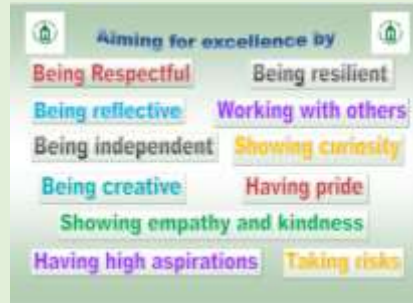 Aiming for excellence by
Being Respectful Being resilient
Being reflective Working with others
Being independent Showing curiosity
Being creative Having pride
Showing empathy and kindness
Having high aspirations Taking risks